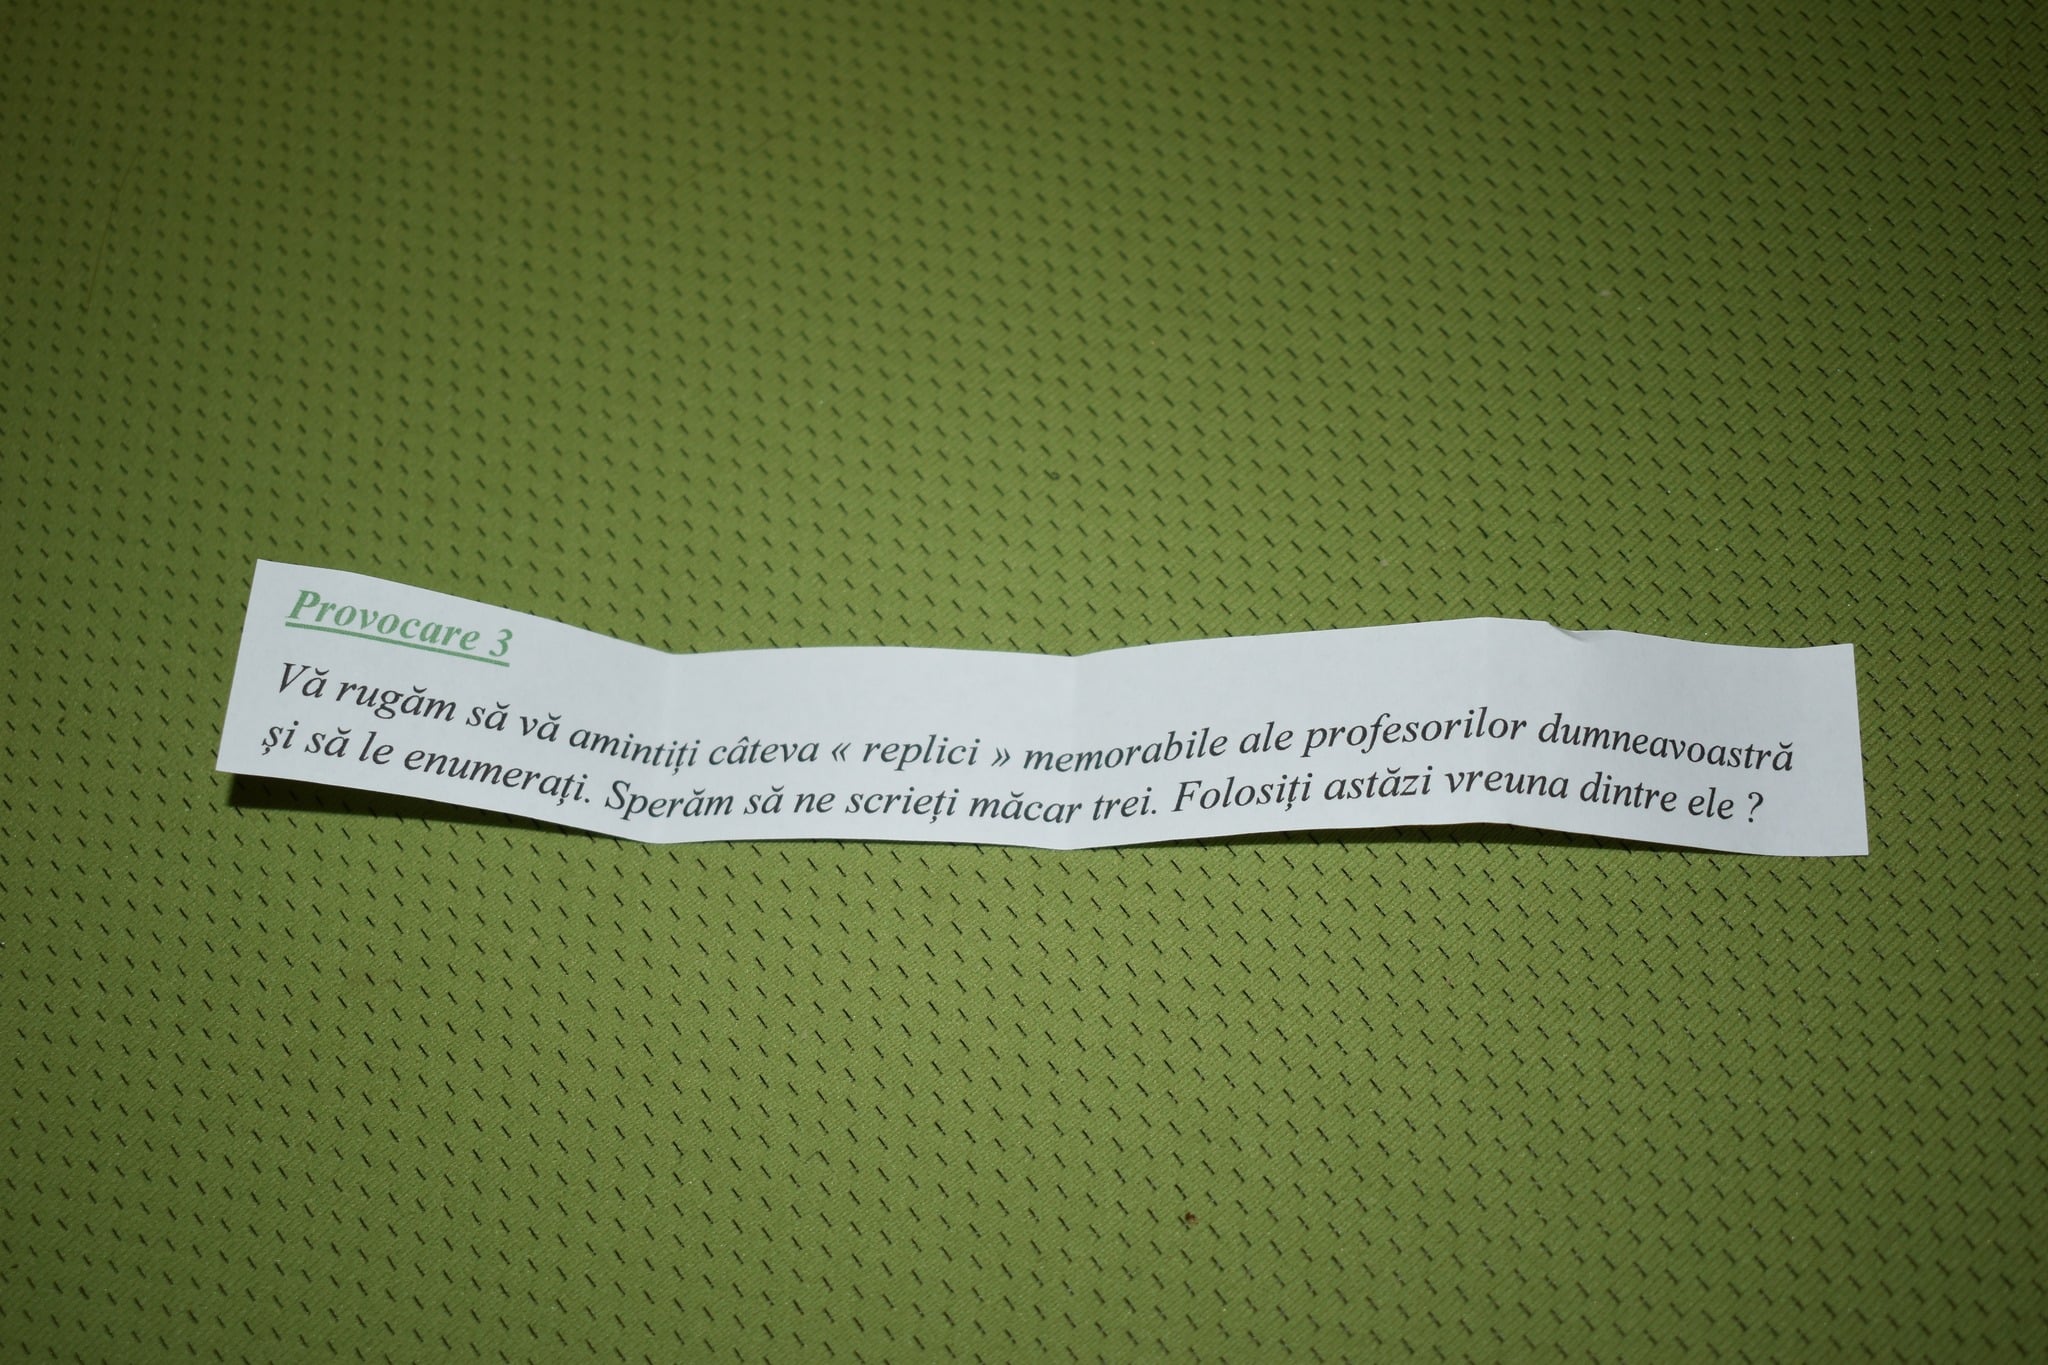 Provocare 3
Vă rugăm să vă amintiți câteva « replici » memorabile ale profesorilor dumneavoastră
și să le enumerați. Sperăm să ne scrieți măcar trei. Folosiți astăzi vreuna dintre ele ?